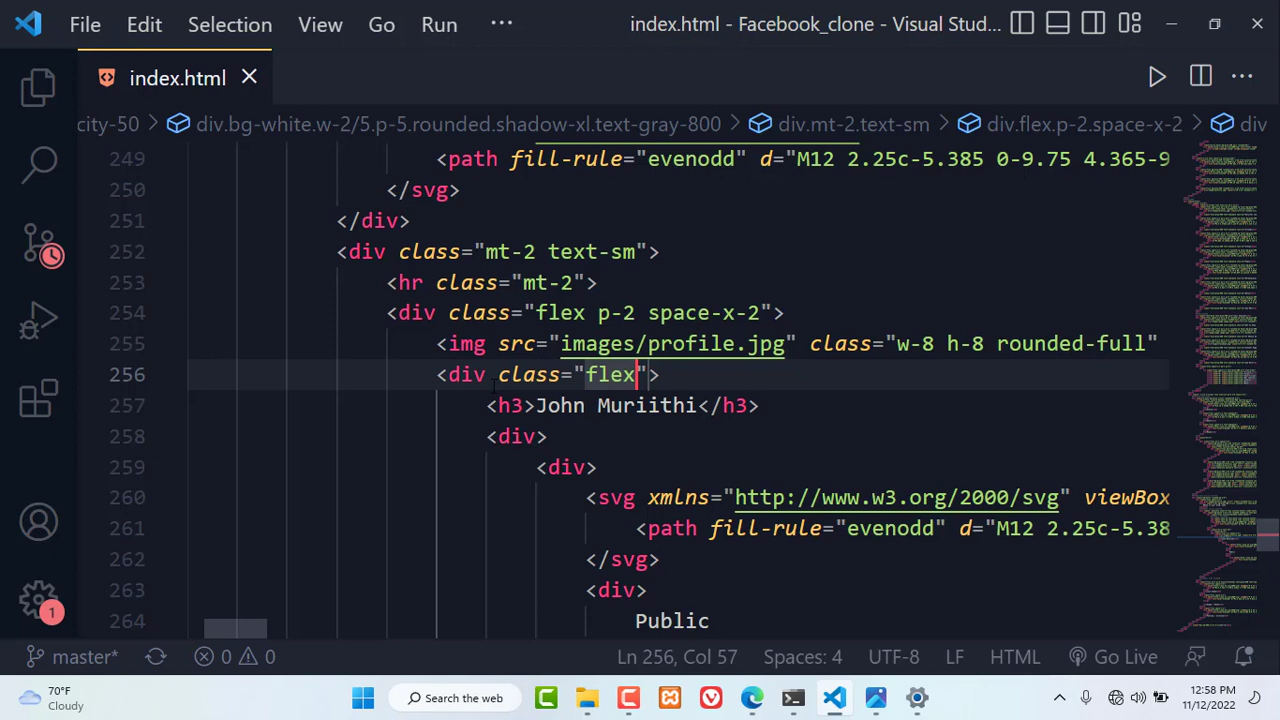 File Edit Selection View Go Run ··· index.html - Facebook_clone - Visual Stud...
index.html
city-50 > div.bg-white.w-2/5.p-5.rounded.shadow-xl.text-gray-800 > div.mt-2.text-sm > div.flex.p-2.space-x-2 > div
249 <path fill-rule="evenodd" d="M12 2.25c-5.385 0-9.75 4.365-9
250 </svg>
251 </div>
252 <div class="mt-2 text-sm">
253 <hr class="mt-2">
254 <div class="flex p-2 space-x-2">
255 <img src="images/profile.jpg" class="w-8 h-8 rounded-full"
256 <div class="flex">
257 <h3>John Muriithi</h3>
258 <div>
259 <div>
260 <svg xmlns="http://www.w3.org/2000/svg" viewBox
261 <path fill-rule="evenodd" d="M12 2.25c-5.38
262 </svg>
263 <div>
264 Public
1
master* 0 0 Ln 256, Col 57 Spaces: 4 UTF-8 LF HTML Go Live
70°F
Cloudy
Search the web
12:58 PM
11/12/2022